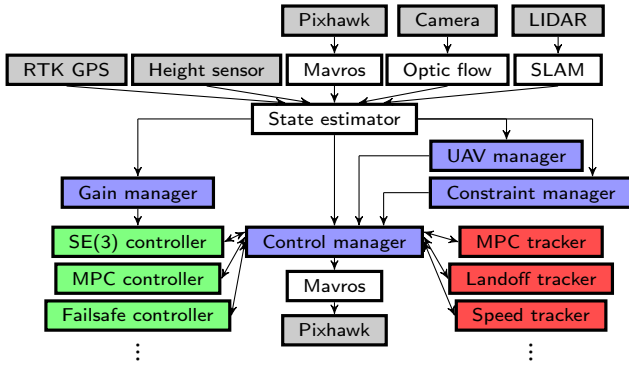 Pixhawk
Camera
LIDAR
RTK GPS
Height sensor
Mavros
Optic flow
SLAM
State estimator
UAV manager
Gain manager
Constraint manager
SE(3) controller
Control manager
MPC tracker
MPC controller
Mavros
Landoff tracker
Failsafe controller
Pixhawk
Speed tracker
⋮
⋮